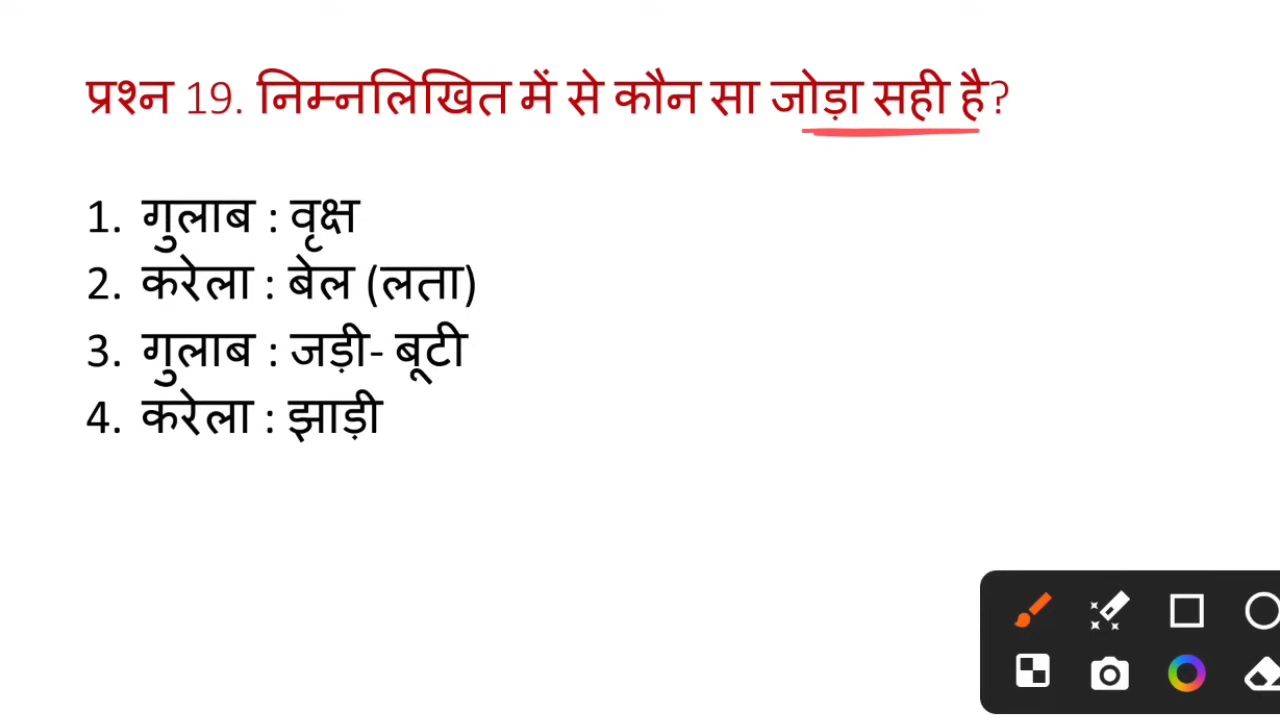 प्रश्न 19. निम्नलिखित में से कौन सा जोड़ा सही है?
1. गुलाब : वृक्ष
2. करेला : बेल (लता)
3. गुलाब : जड़ी- बूटी
4. करेला : झाड़ी